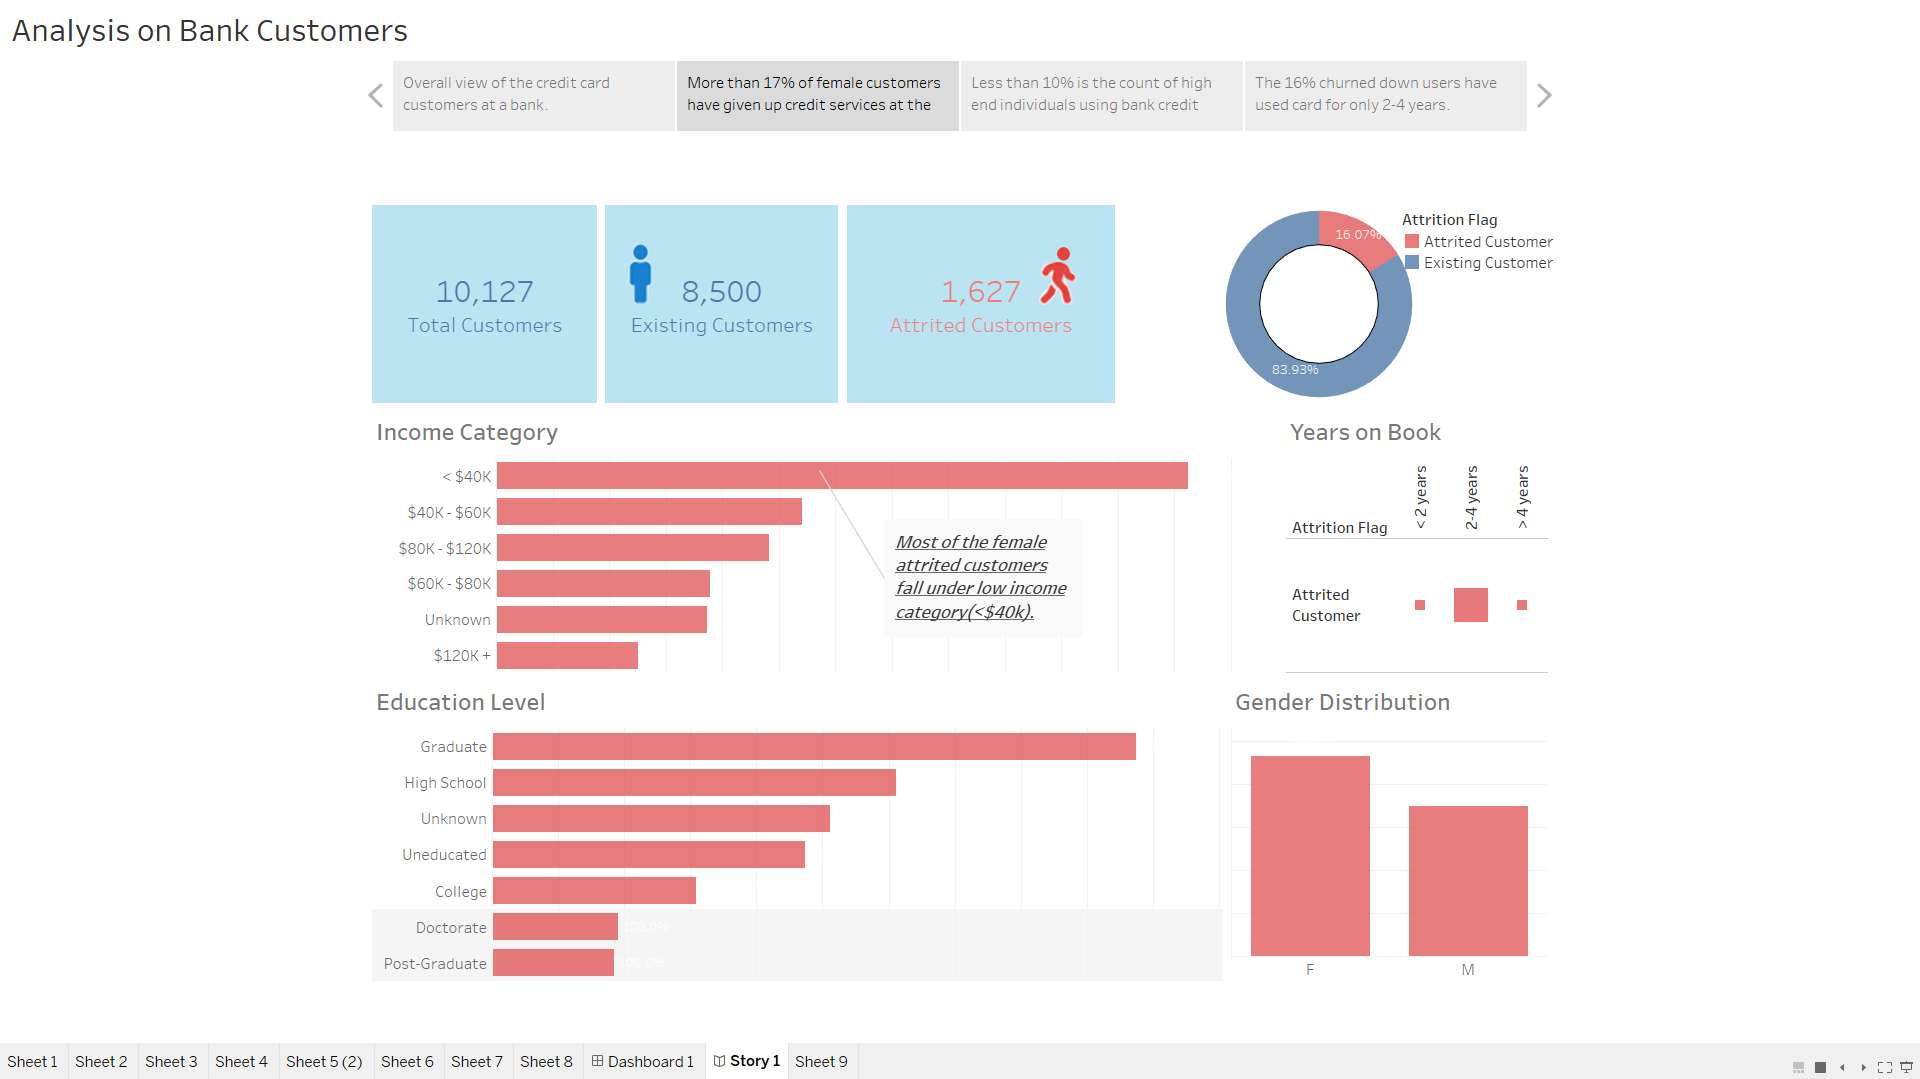 Analysis on Bank Customers
Overall view of the credit card
customers at a bank.
More than 17% of female customers
have given up credit services at the
Less than 10% is the count of high
end individuals using bank credit
The 16% churned down users have
used card for only 2-4 years.
10,127
Total Customers
8,500
Existing Customers
1,627
Attrited Customers
16.07%
83.93%
Attrition Flag
Attrited Customer
Existing Customer
Income Category
< $40K
$40K - $60K
$80K - $120K
$60K - $80K
Unknown
$120K +
Most of the female
attrited customers
fall under low income
category(<$40k).
Years on Book
Attrition Flag
< 2 years
2-4 years
> 4 years
Attrited
Customer
Education Level
Graduate
High School
Unknown
Uneducated
College
Doctorate
100.0%
Post-Graduate
100.0%
Gender Distribution
F
M
Sheet 1
Sheet 2
Sheet 3
Sheet 4
Sheet 5 (2)
Sheet 6
Sheet 7
Sheet 8
Dashboard 1
Story 1
Sheet 9